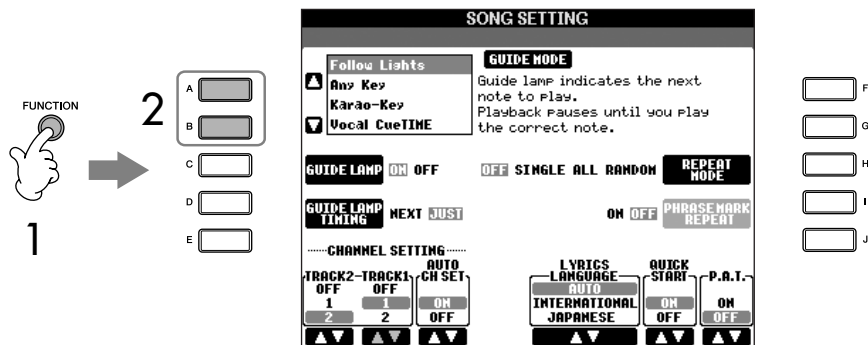 SONG SETTING
Follow Lights
Any Key
Karao-Key
Vocal CueTIME
GUIDE MODE
Guide lamp indicates the next
note to play.
Playback pauses until you play
the correct note.
FUNCTION
1
2
A
B
C
D
E
F
G
H
I
J
GUIDE LAMP ON OFF
OFF SINGLE ALL RANDOM REPEAT MODE
GUIDE LAMP TIMING NEXT JUST
ON OFF PHRASE MARK REPEAT
CHANNEL SETTING
TRACK2 TRACK1 AUTO CH SET
OFF OFF
1 1 ON
2 2 OFF
LYRICS LANGUAGE
AUTO
INTERNATIONAL
JAPANESE
QUICK START
ON
OFF
P.A.T.
ON
OFF